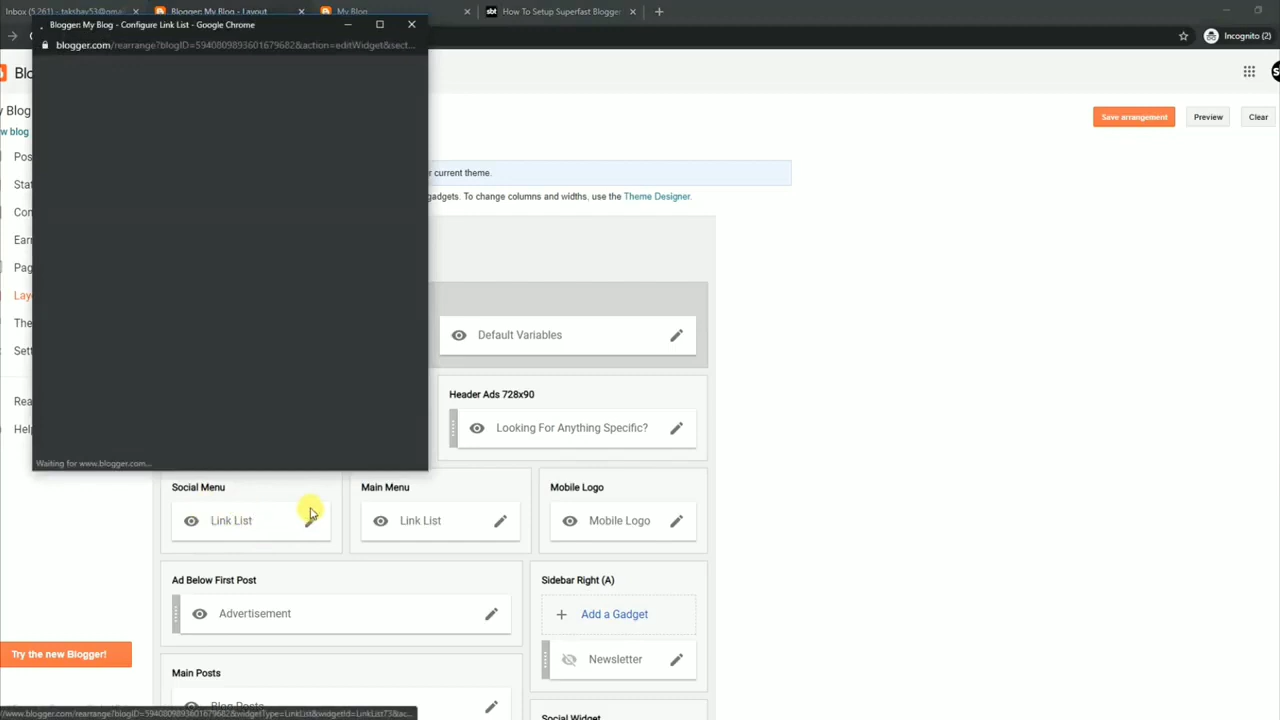 Inbox (5,261) - takshay53@gmai
Blogger: My Blog - Layout
My Blog
How To Setup Superfast Blogger
Blogger: My Blog - Configure Link List - Google Chrome
blogger.com/rearrange?blogID=5940809893601679682&action=editWidget&sect...
Incognito (2)
Blo
y Blog
w blog
Save arrangement
Preview
Clear
Pos
Stat
Con
Earn
Pag
Layo
The
Sett
Rea
Help
r current theme.
gadgets. To change columns and widths, use the Theme Designer.
Default Variables
Header Ads 728x90
Looking For Anything Specific?
Waiting for www.blogger.com...
Social Menu
Main Menu
Mobile Logo
Link List
Link List
Mobile Logo
Ad Below First Post
Sidebar Right (A)
Advertisement
Add a Gadget
Newsletter
Try the new Blogger!
Main Posts
Blog Posts
//www.blogger.com/rearrange?blogID=5940809893601679682&widgetType=LinkList&widgetId=LinkList73&ac...
Social Widget